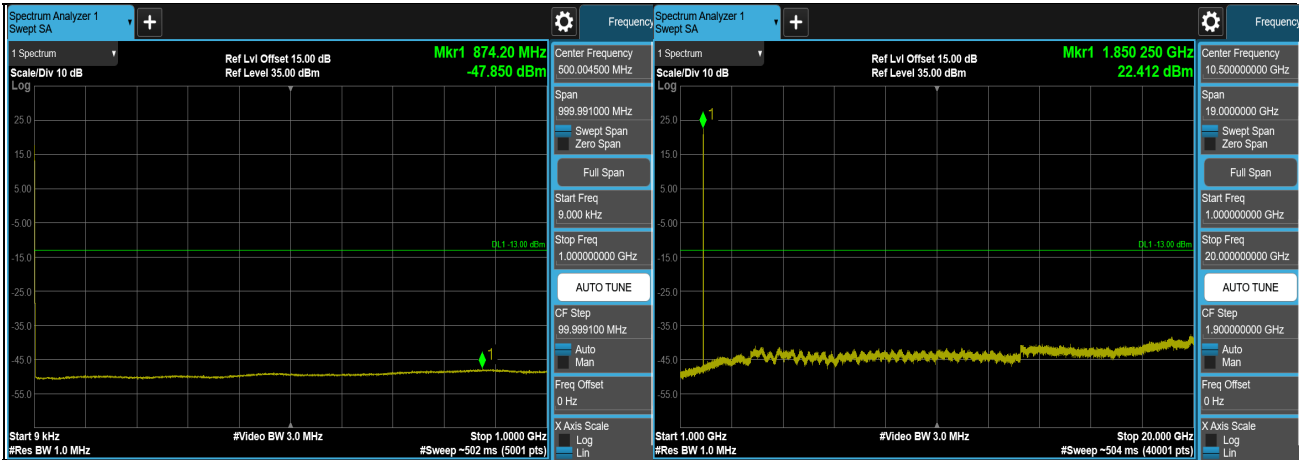 Spectrum Analyzer 1
Swept SA
+
Frequency
1 Spectrum
Scale/Div 10 dB
Log
Ref Lvl Offset 15.00 dB
Ref Level 35.00 dBm
Mkr1 874.20 MHz
-47.850 dBm
25.0
15.0
5.00
-5.00
-15.0
-25.0
-35.0
-45.0
-55.0
DL1 -13.00 dBm
1
Start 9 kHz
#Res BW 1.0 MHz
#Video BW 3.0 MHz
Stop 1.0000 GHz
#Sweep ~502 ms (5001 pts)
Center Frequency
500.004500 MHz
Span
999.991000 MHz
Swept Span
Zero Span
Full Span
Start Freq
9.000 kHz
Stop Freq
1.000000000 GHz
AUTO TUNE
CF Step
99.999100 MHz
Auto
Man
Freq Offset
0 Hz
X Axis Scale
Log
Lin
Spectrum Analyzer 1
Swept SA
+
Frequency
1 Spectrum
Scale/Div 10 dB
Log
Ref Lvl Offset 15.00 dB
Ref Level 35.00 dBm
Mkr1 1.850 250 GHz
22.412 dBm
25.0
15.0
5.00
-5.00
-15.0
-25.0
-35.0
-45.0
-55.0
1
DL1 -13.00 dBm
Start 1.000 GHz
#Res BW 1.0 MHz
#Video BW 3.0 MHz
Stop 20.000 GHz
#Sweep ~504 ms (40001 pts)
Center Frequency
10.500000000 GHz
Span
19.0000000 GHz
Swept Span
Zero Span
Full Span
Start Freq
1.000000000 GHz
Stop Freq
20.000000000 GHz
AUTO TUNE
CF Step
1.900000000 GHz
Auto
Man
Freq Offset
0 Hz
X Axis Scale
Log
Lin